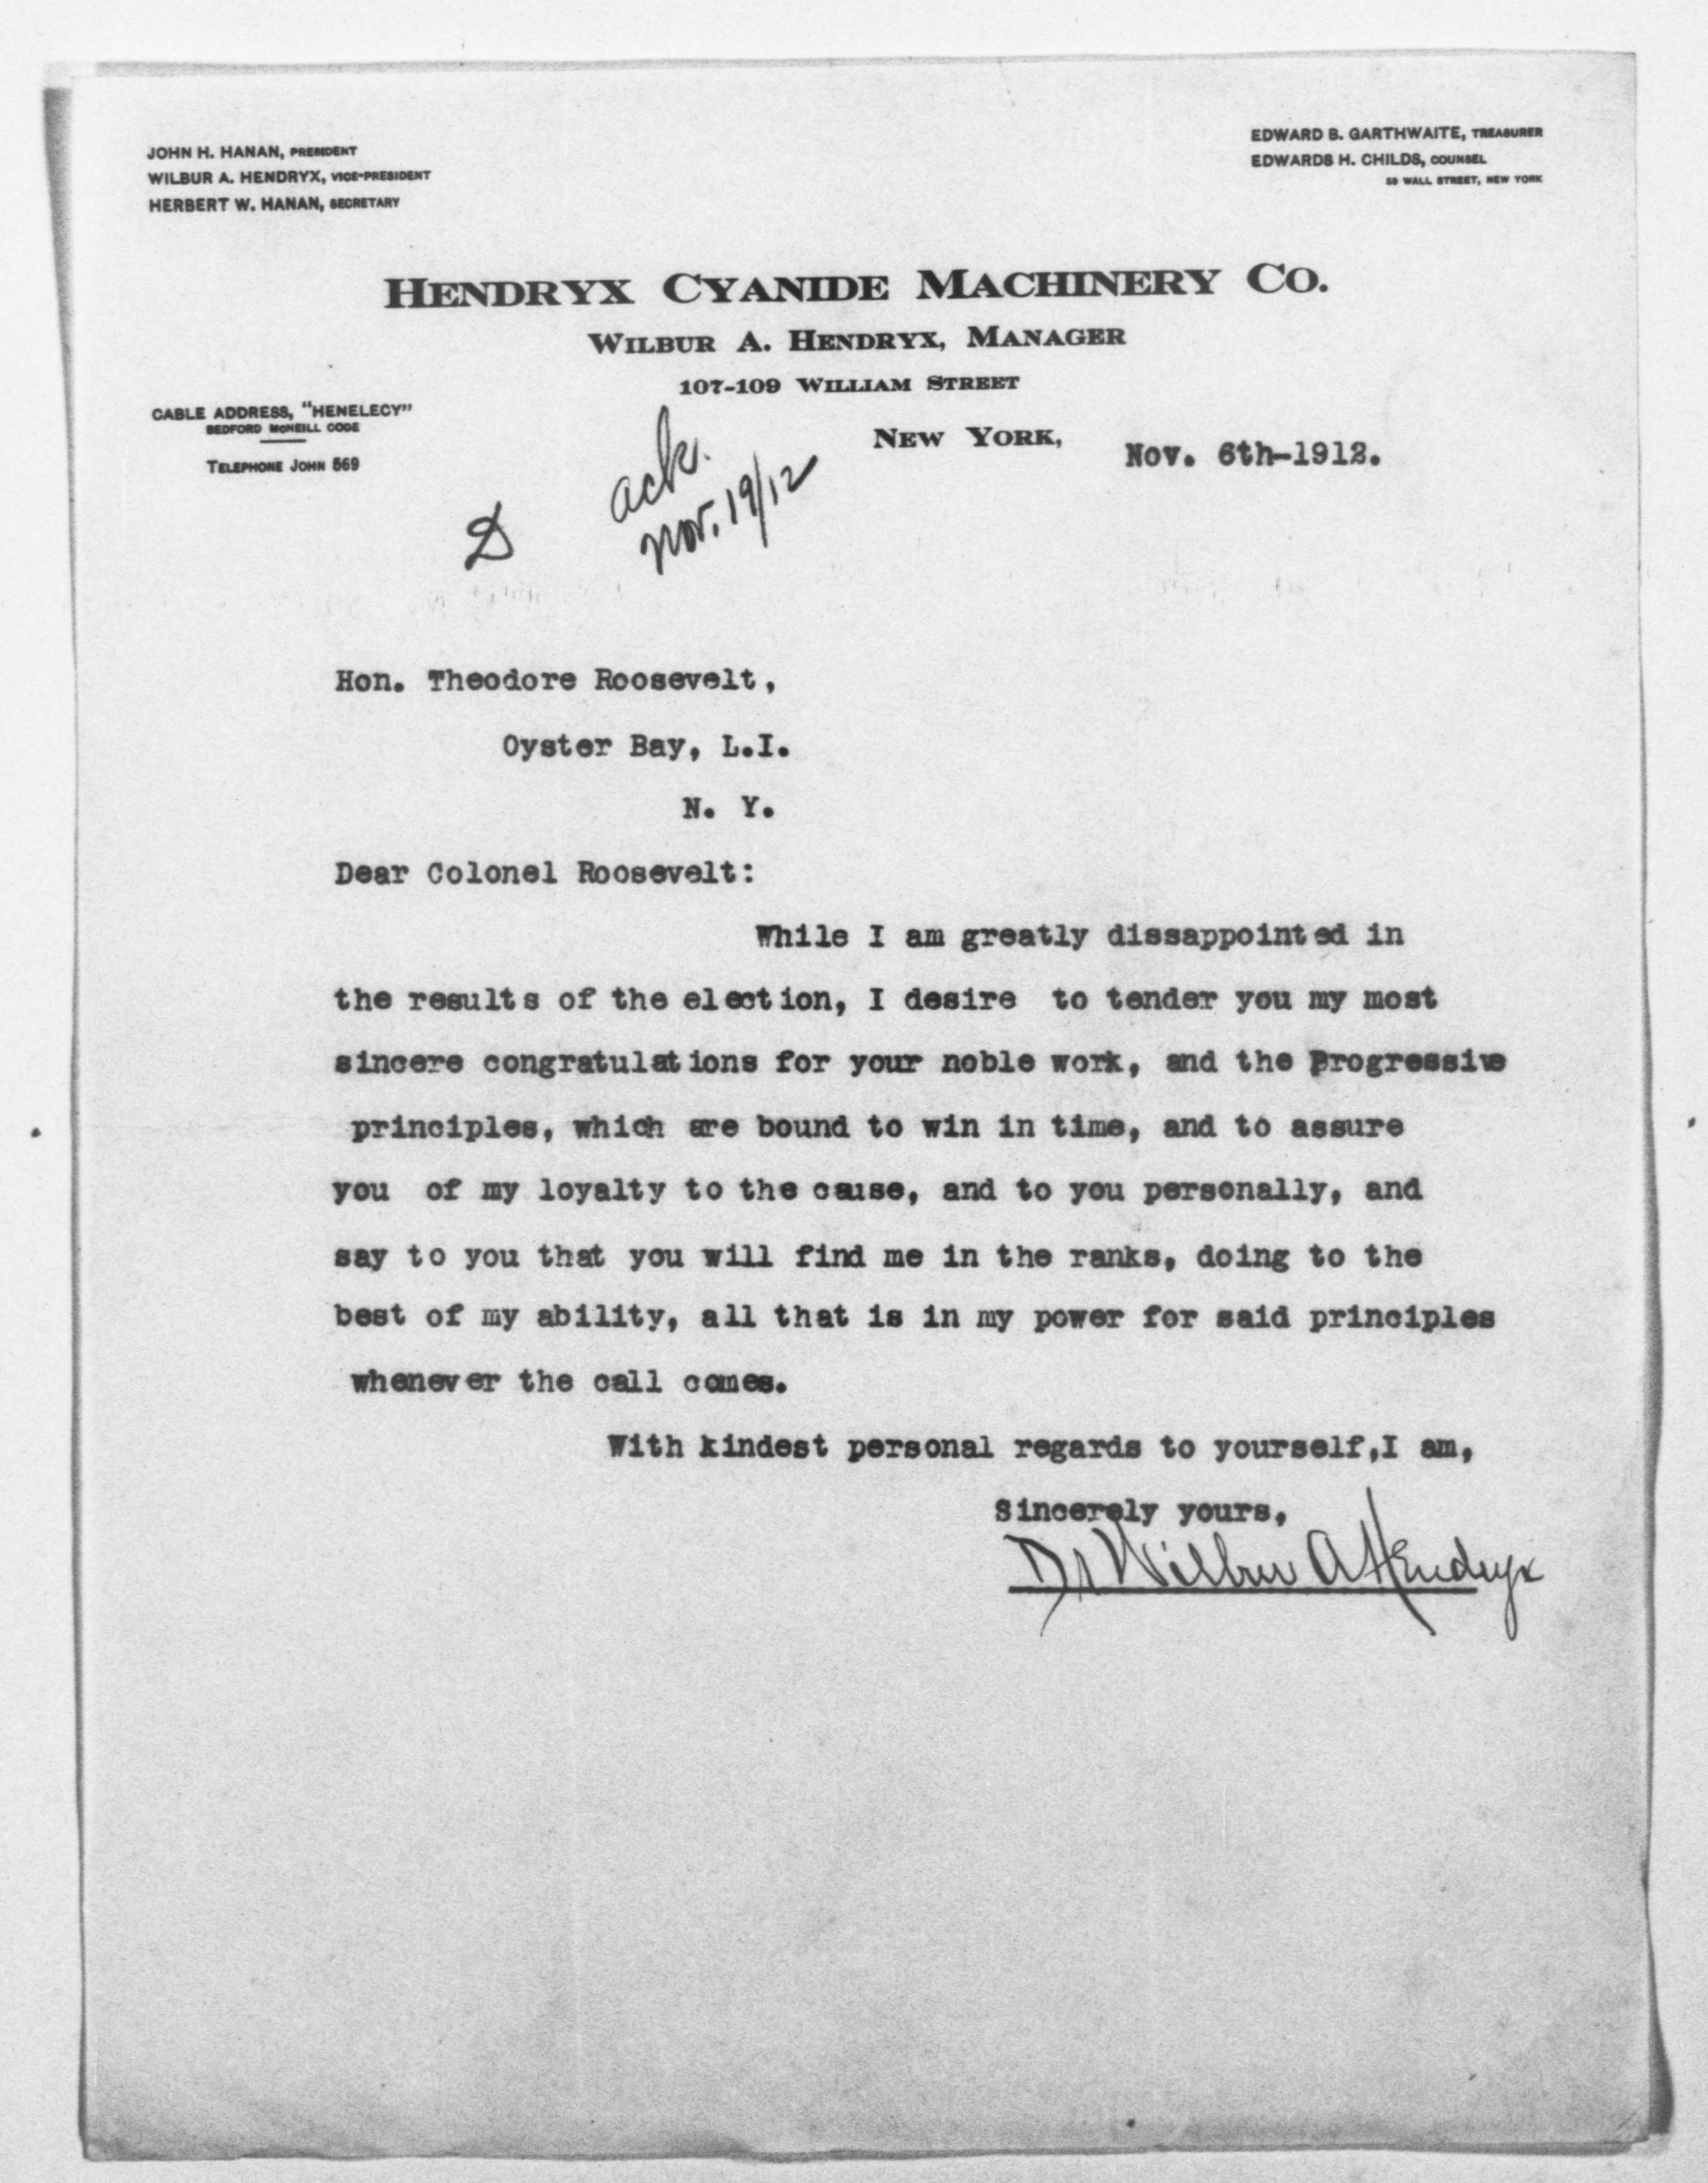 JOHN H. HANAN, PRESIDENT
WILBUR A. HENDRYX, VICE-PRESIDENT
HERBERT W. HANAN, SECRETARY
EDWARD B. GARTHWAITE, TREASURER
EDWARDS H. CHILDS, COUNSEL
59 WALL STREET, NEW YORK
HENDRYX CYANIDE MACHINERY CO.
WILBUR A. HENDRYX, MANAGER
107-109 WILLIAM STREET
CABLE ADDRESS, "HENELECY"
BEDFORD MCNEILL CODE
TELEPHONE JOHN 569
NEW YORK, Nov. 6th-1912.
ack.
Nov. 19/12
Hon. Theodore Roosevelt,
Oyster Bay, L.I.
N. Y.
Dear Colonel Roosevelt:
While I am greatly dissappointed in
the results of the election, I desire to tender you my most
sincere congratulations for your noble work, and the Progressive
principles, which are bound to win in time, and to assure
you of my loyalty to the cause, and to you personally, and
say to you that you will find me in the ranks, doing to the
best of my ability, all that is in my power for said principles
whenever the call comes.
With kindest personal regards to yourself,I am,
Sincerely yours,
Dr Wilbur A Hendryx